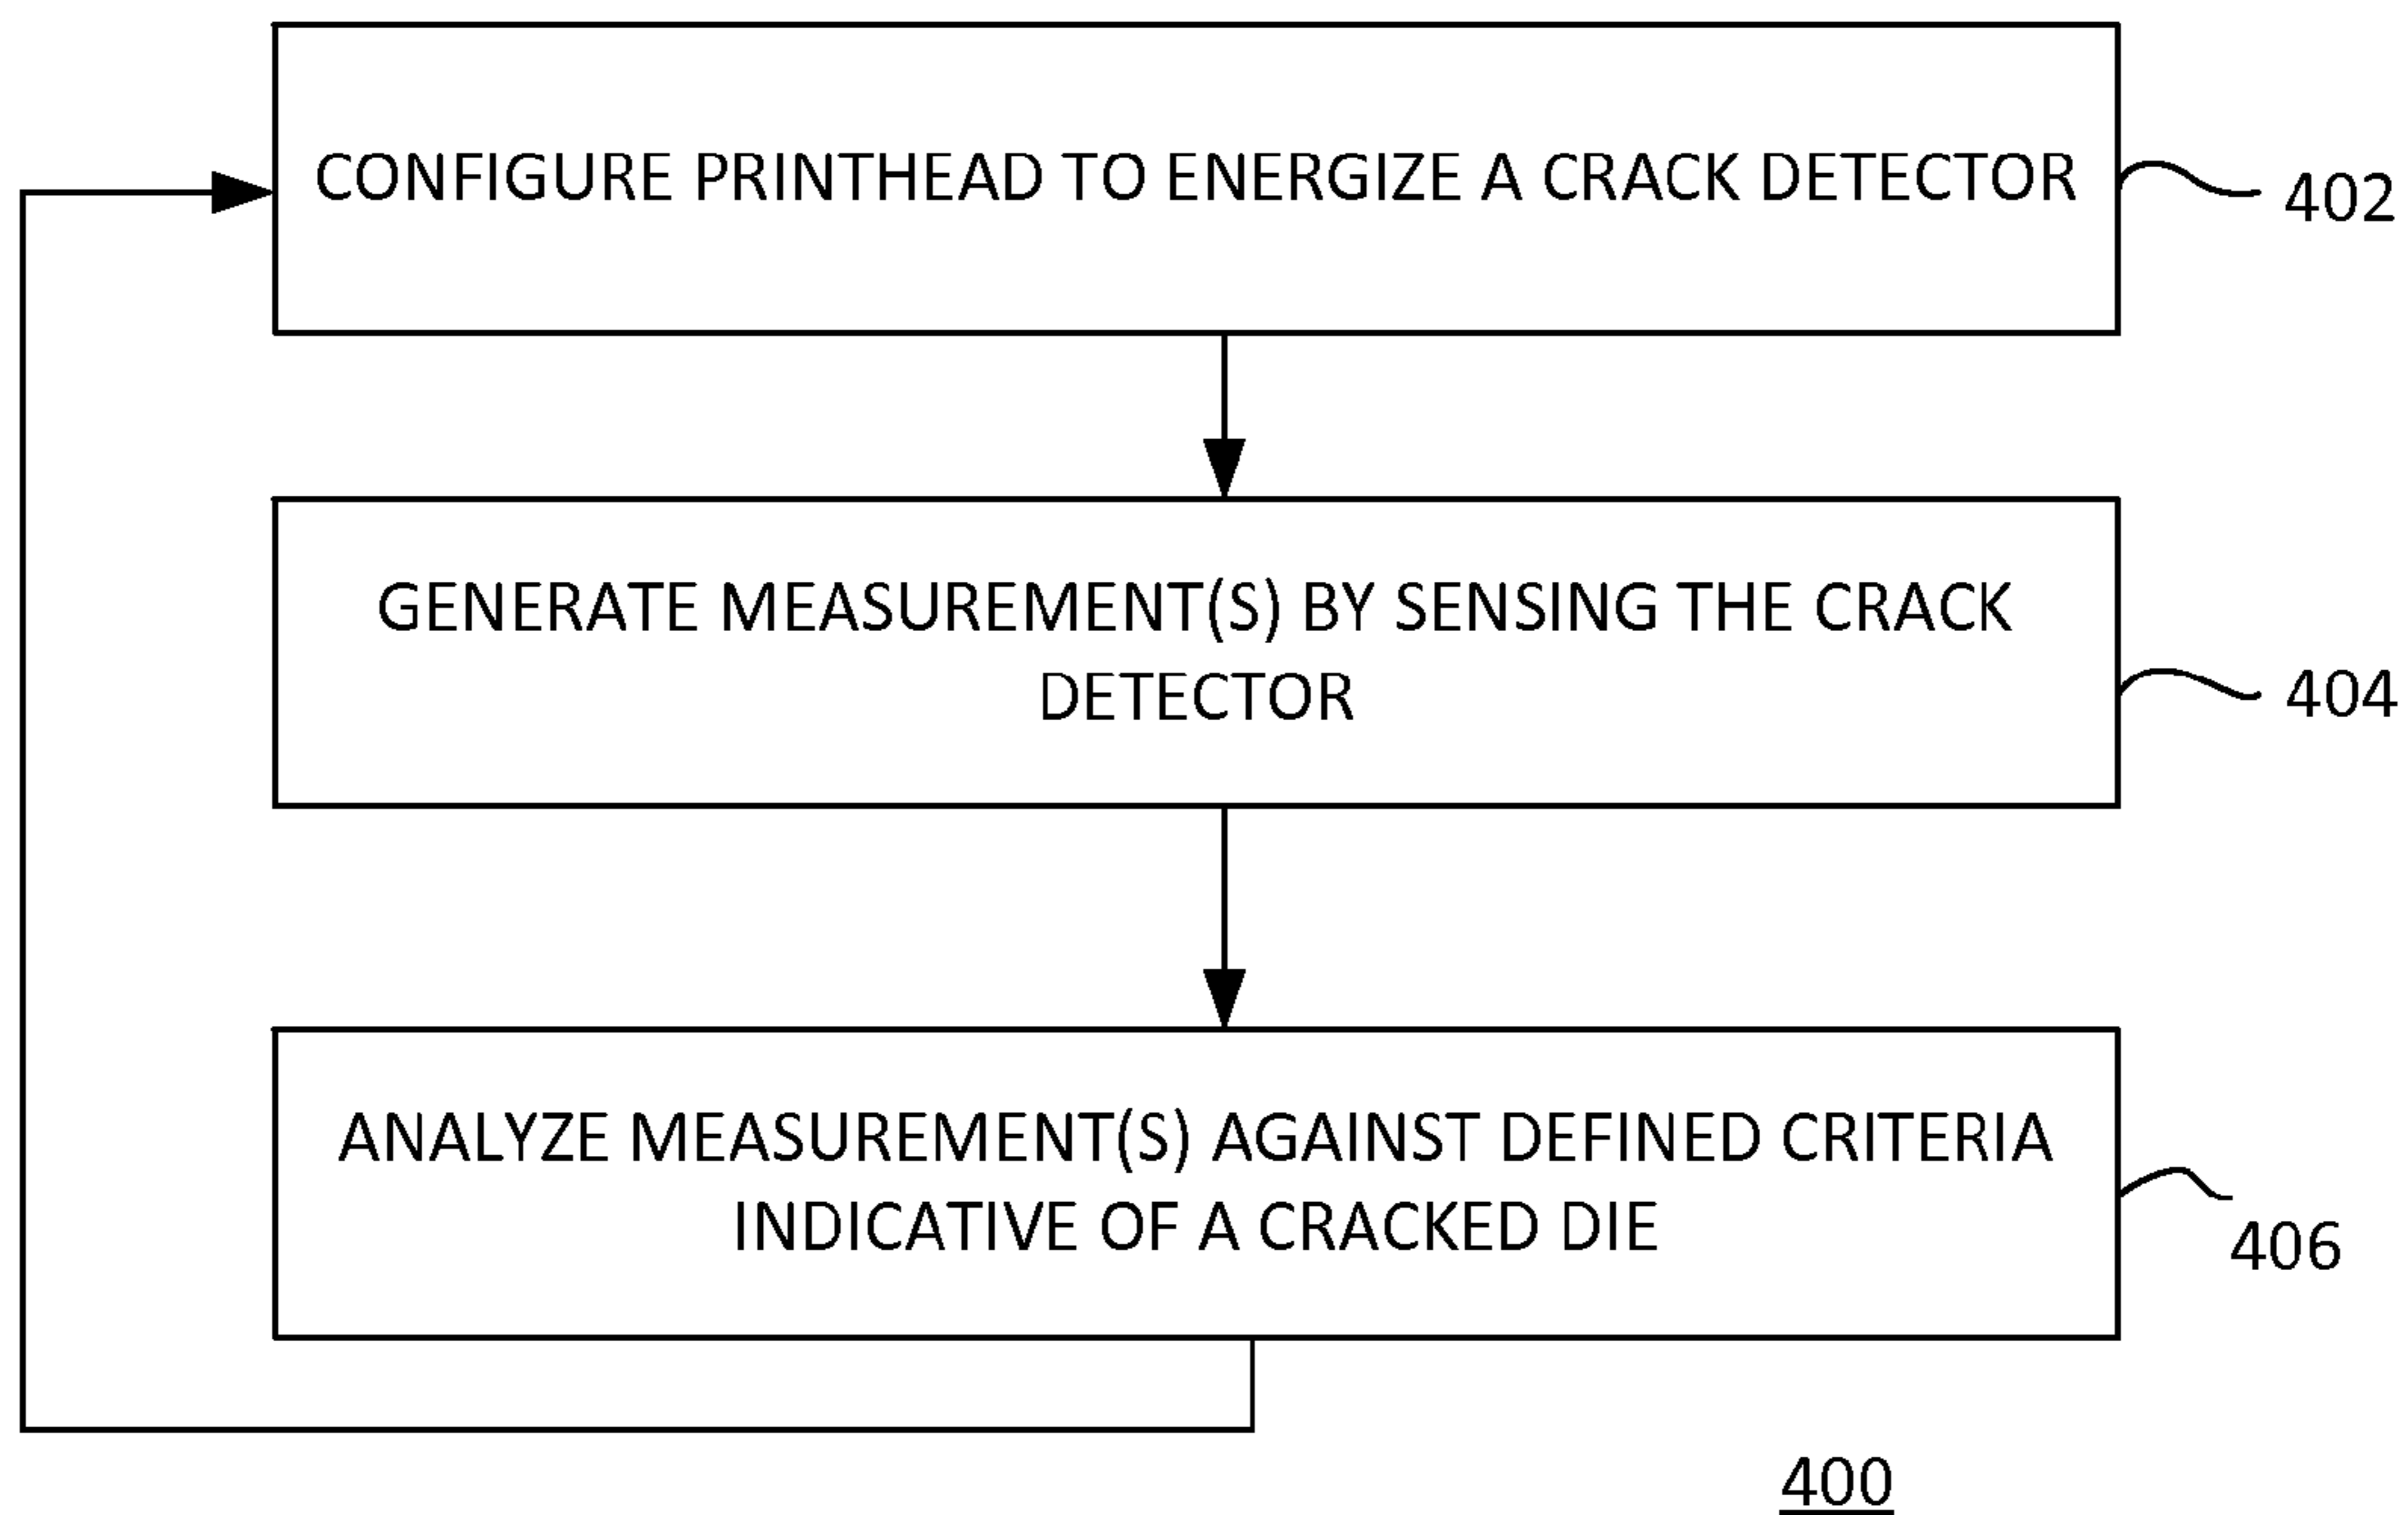 CONFIGURE PRINTHEAD TO ENERGIZE A CRACK DETECTOR
402
GENERATE MEASUREMENT(S) BY SENSING THE CRACK
DETECTOR
404
ANALYZE MEASUREMENT(S) AGAINST DEFINED CRITERIA
INDICATIVE OF A CRACKED DIE
406
400